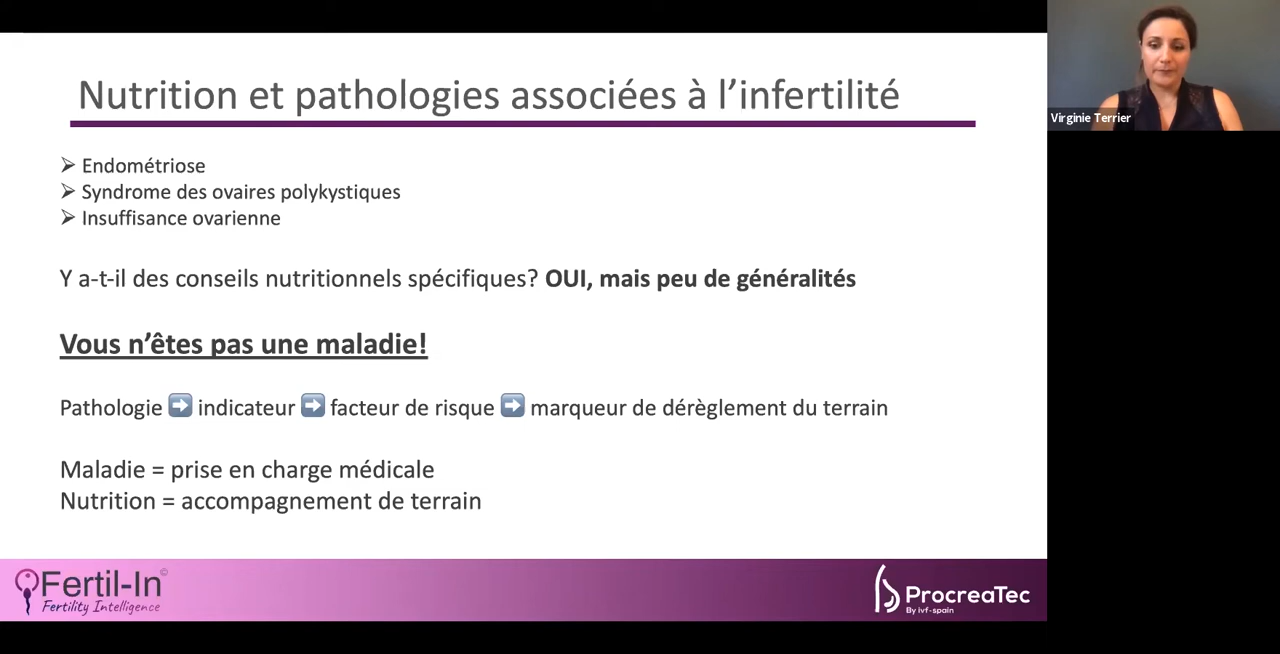 Nutrition et pathologies associées à l’infertilité
Virginie Terrier
Endométriose
Syndrome des ovaires polykystiques
Insuffisance ovarienne
Y a-t-il des conseils nutritionnels spécifiques? OUI, mais peu de généralités
Vous n’êtes pas une maladie!
Pathologie ➡️ indicateur ➡️ facteur de risque ➡️ marqueur de dérèglement du terrain
Maladie = prise en charge médicale
Nutrition = accompagnement de terrain
Fertil-In©
Fertility Intelligence
ProcreaTec
By ivf-spain